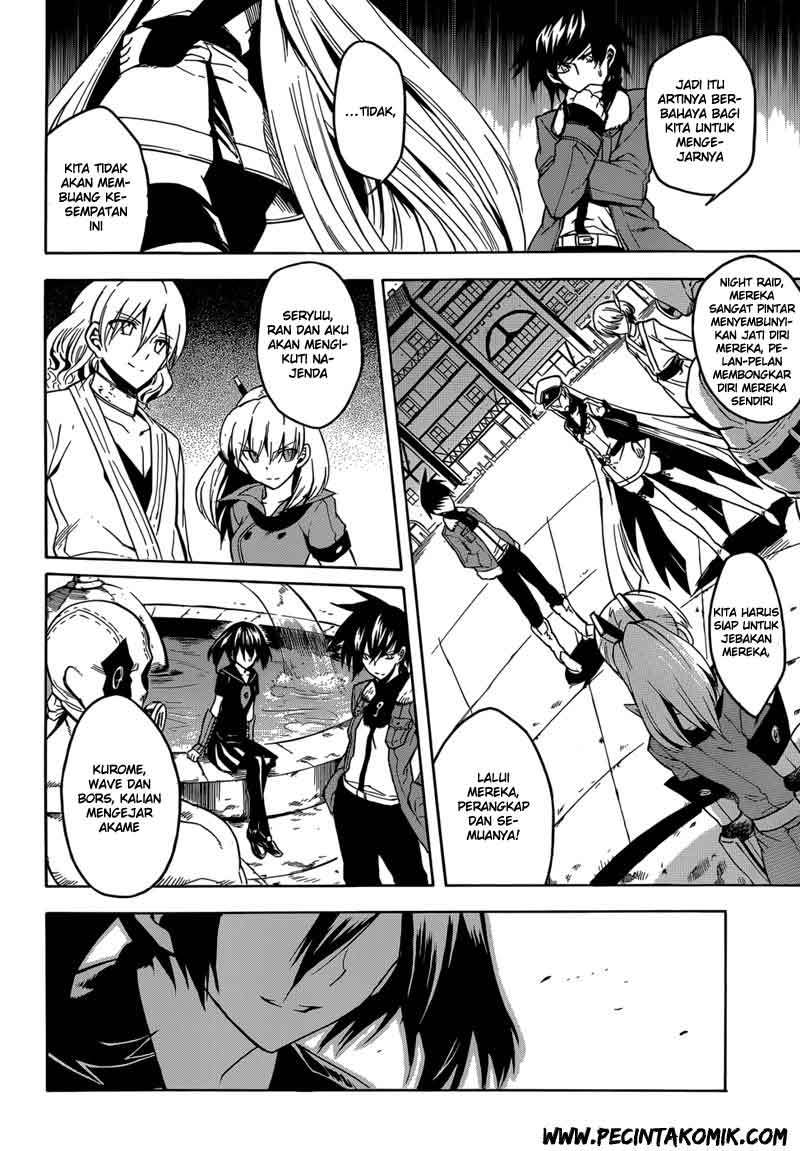 JADI ITU
ARTINYA BER-
BAHAYA BAGI
KITA UNTUK
MENGE-
JARNYA
...TIDAK,
KITA TIDAK
AKAN MEM-
BUANG KE-
SEMPATAN
INI
NIGHT RAID,
MEREKA
SANGAT PINTAR
MENYEMBUNYI-
KAN JATI DIRI
MEREKA, PE-
LAN-PELAN
MEMBONGKAR
DIRI MEREKA
SENDIRI
KITA HARUS
SIAP UNTUK
JEBAKAN
MEREKA,
LALUI
MEREKA,
PERANGKAP
DAN SE-
MUANYA!
SERYLU,
RAN DAN AKU
AKAN MENGI-
KUTI NA-
JENDA
KUROME,
WAVE DAN
BORS, KALIAN
MENGEJAR
AKAME
WWW.PECINTAKOMIK.COM